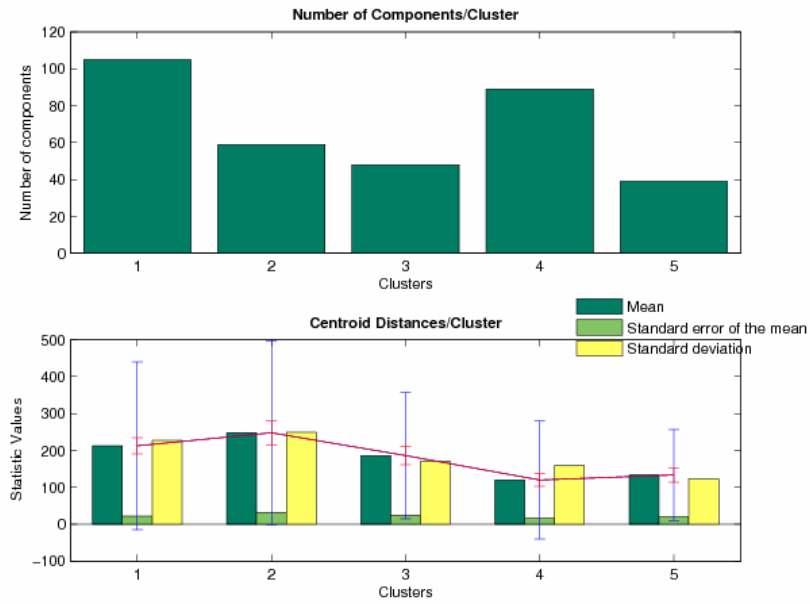 Number of Components/Cluster
120
100
80
60
40
20
0
Number of components
1 2 3 4 5
Clusters
Mean
Standard error of the mean
Standard deviation
Centroid Distances/Cluster
500
400
300
200
100
0
−100
Statistic Values
1 2 3 4 5
Clusters